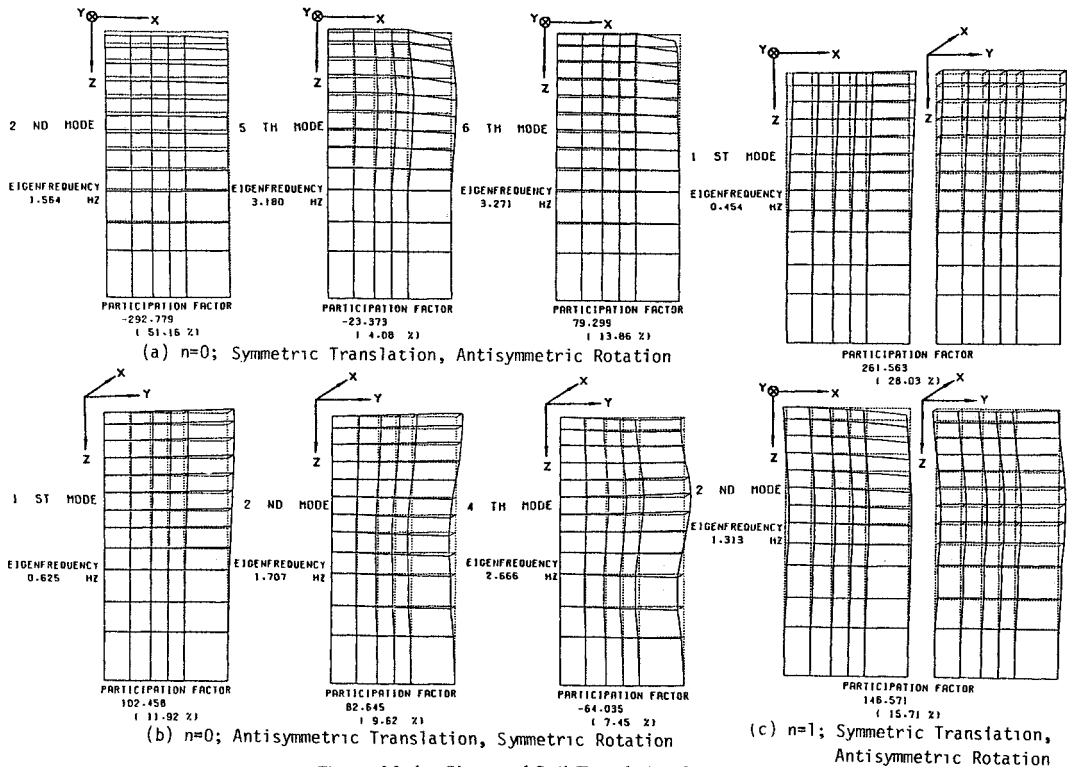 Y X
Z
2 ND MODE
EIGENFREQUENCY
1.564 HZ
PARTICIPATION FACTOR
-292.779
( 51.16 %)
Y X
Z
5 TH MODE
EIGENFREQUENCY
3.180 HZ
PARTICIPATION FACTOR
-23.373
( 4.08 %)
Y X
Z
6 TH MODE
EIGENFREQUENCY
3.271 HZ
PARTICIPATION FACTOR
79.299
( 13.86 %)
(a) n=0; Symmetric Translation, Antisymmetric Rotation
X
Y
Z
1 ST MODE
EIGENFREQUENCY
0.625 HZ
PARTICIPATION FACTOR
102.456
( 11.92 %)
X
Y
Z
2 ND MODE
EIGENFREQUENCY
1.707 HZ
PARTICIPATION FACTOR
82.645
( 9.62 %)
X
Y
Z
4 TH MODE
EIGENFREQUENCY
2.666 HZ
PARTICIPATION FACTOR
-64.035
( 7.45 %)
(b) n=0; Antisymmetric Translation, Symmetric Rotation
Y X
Z
X
Y
Z
1 ST MODE
EIGENFREQUENCY
0.454 HZ
PARTICIPATION FACTOR
261.563
( 28.03 %)
Y X
Z
X
Y
Z
2 ND MODE
EIGENFREQUENCY
1.313 HZ
PARTICIPATION FACTOR
146.571
( 15.71 %)
(c) n=1; Symmetric Translation,
Antisymmetric Rotation